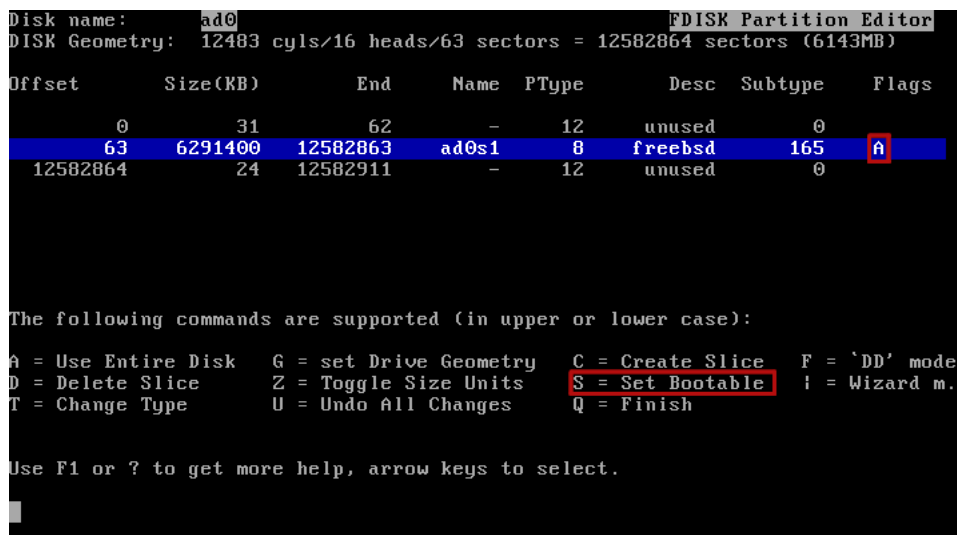 Disk name: ad0 FDISK Partition Editor
DISK Geometry: 12483 cyls/16 heads/63 sectors = 12582864 sectors (6143MB)
Offset Size(KB) End Name PType Desc Subtype Flags
0 31 62 - 12 unused 0
63 6291400 12582863 ad0s1 8 freebsd 165 A
12582864 24 12582911 - 12 unused 0
The following commands are supported (in upper or lower case):
A = Use Entire Disk G = set Drive Geometry C = Create Slice F = `DD' mode
D = Delete Slice Z = Toggle Size Units S = Set Bootable | = Wizard m.
T = Change Type U = Undo All Changes Q = Finish
Use F1 or ? to get more help, arrow keys to select.